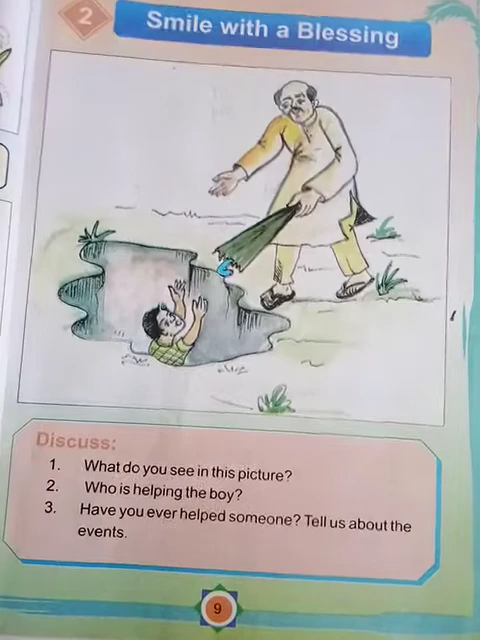 2
Smile with a Blessing
Discuss:
1. What do you see in this picture?
2. Who is helping the boy?
3. Have you ever helped someone? Tell us about the
events.
9